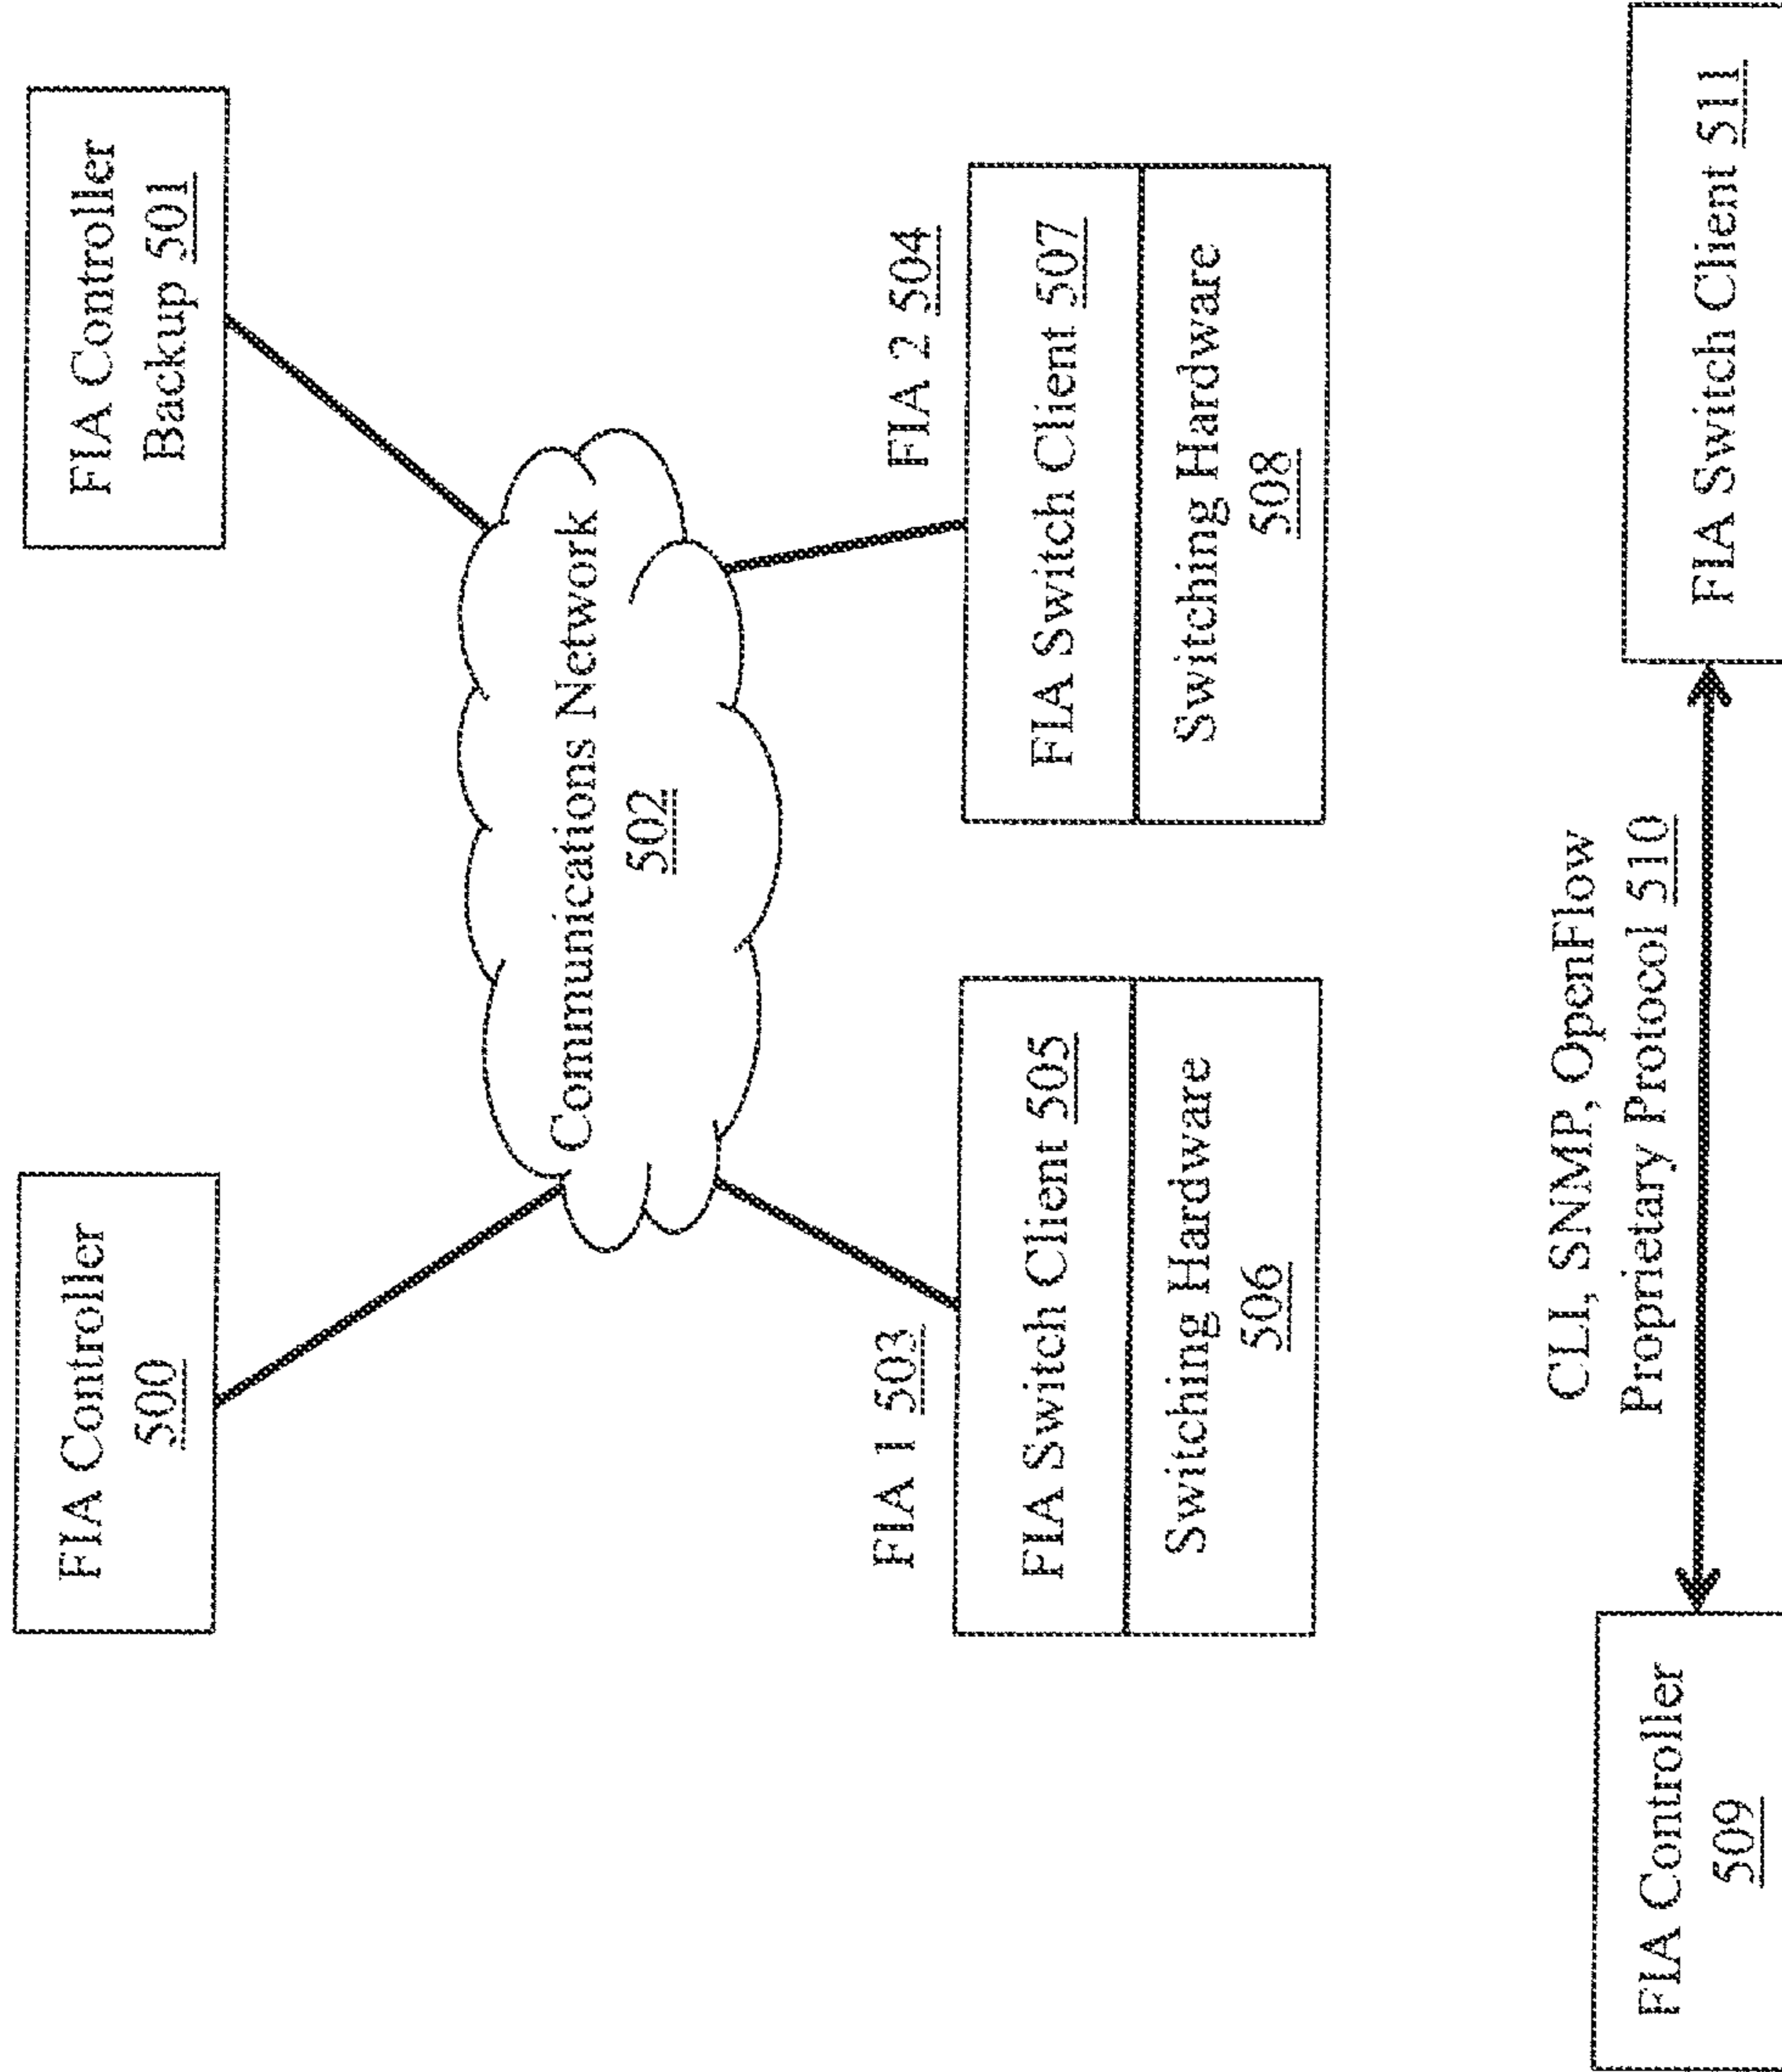 FIA Controller
500
FIA Controller
Backup 501
Communications Network
502
FIA 1 503
FIA 2 504
FIA Switch Client 505
Switching Hardware
506
FIA Switch Client 507
Switching Hardware
508
CLI, SNMP, OpenFlow
Proprietary Protocol 510
FIA Controller
509
FIA Switch Client 511